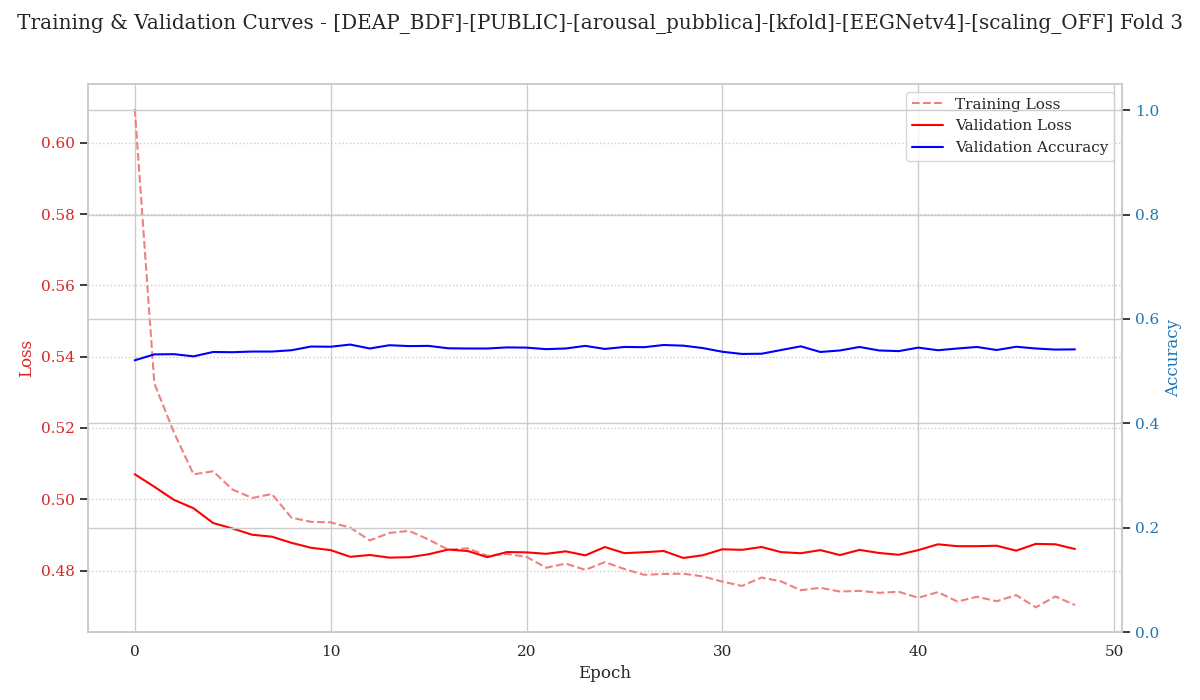 Training & Validation Curves - [DEAP_BDF]-[PUBLIC]-[arousal_pubblica]-[kfold]-[EEGNetv4]-[scaling_OFF] Fold 3
Training Loss
Validation Loss
Validation Accuracy
0.60
0.58
0.56
0.54
0.52
0.50
0.48
Loss
1.0
0.8
0.6
0.4
0.2
0.0
Accuracy
0
10
20
30
40
50
Epoch